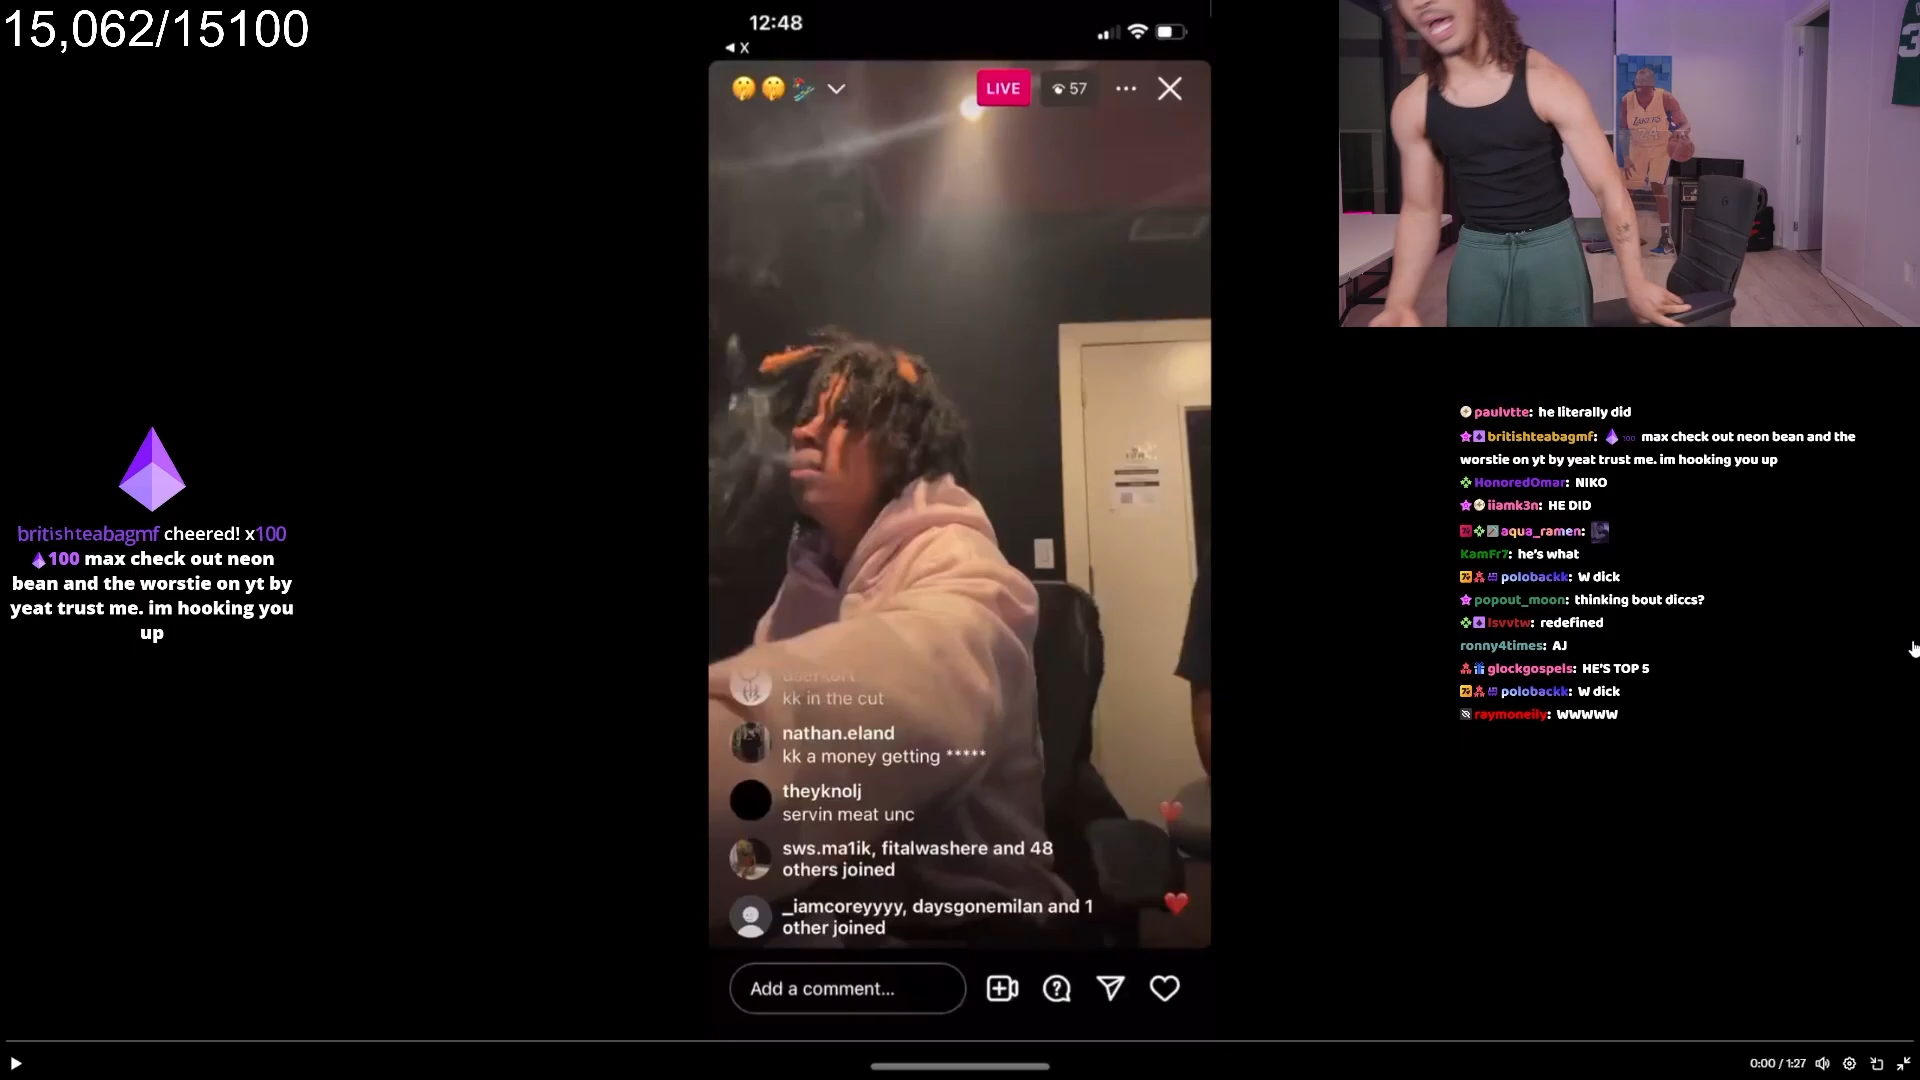 15,062/15100
12:48
X
LIVE
57
LAKERS
24
3
britishteabagmf cheered! x100
100 max check out neon
bean and the worstie on yt by
yeat trust me. im hooking you
up
kk in the cut
nathan.eland
kk a money getting *****
theyknolj
servin meat unc
sws.ma1ik, fitalwashere and 48
others joined
_iamcoreyyyy, daysgonemilan and 1
other joined
Add a comment...
paulvtte: he literally did
britishteabagmf: 100 max check out neon bean and the
worstie on yt by yeat trust me. im hooking you up
HonoredOmar: NIKO
iiamk3n: HE DID
aqua_ramen:
KamFr7: he's what
polobackk: W dick
popout_moon: thinking bout diccs?
lsvvtw: redefined
ronny4times: AJ
glockgospels: HE'S TOP 5
polobackk: W dick
raymoneily: WWWWW
0:00 / 1:27